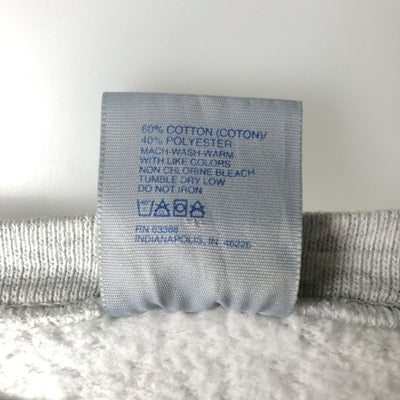 60% COTTON (COTON)/
40% POLYESTER
MACH-WASH-WARM
WITH LIKE COLORS
NON CHLORINE BLEACH
TUMBLE DRY LOW
DO NOT IRON
RN 63368
INDIANAPOLIS, IN 46226